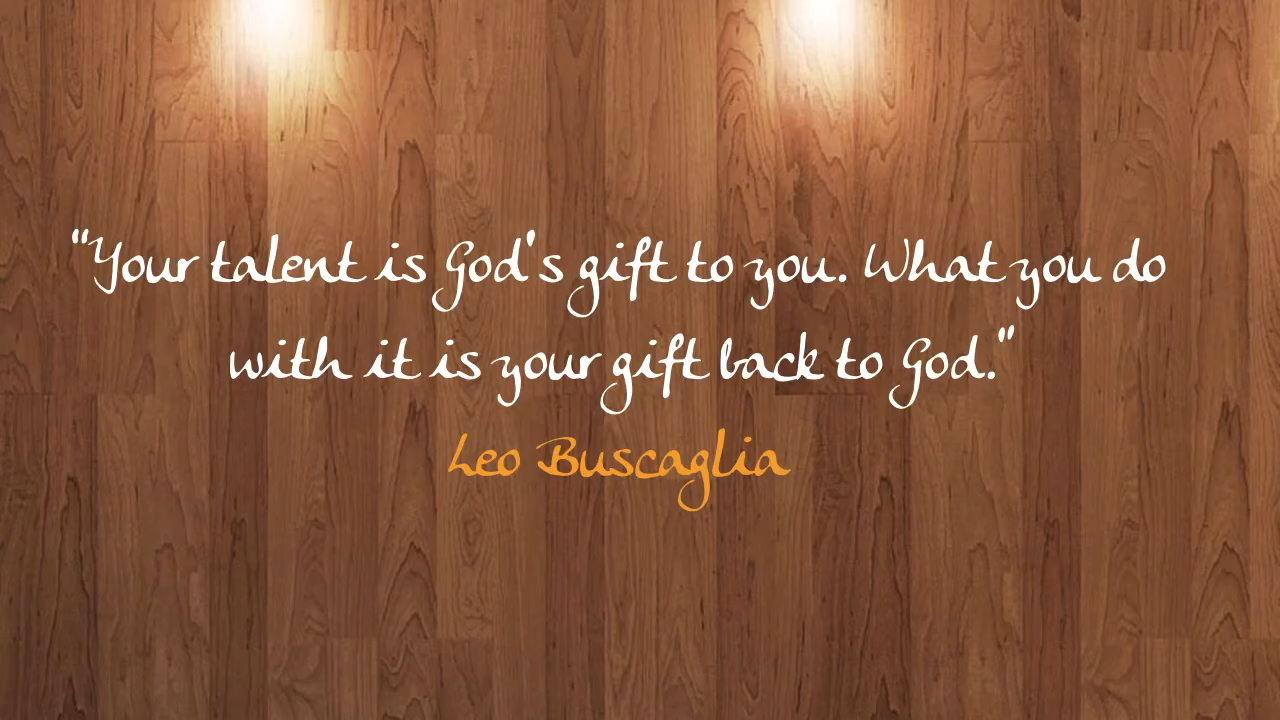 "Your talent is God's gift to you. What you do
with it is your gift back to God."
Leo Buscaglia